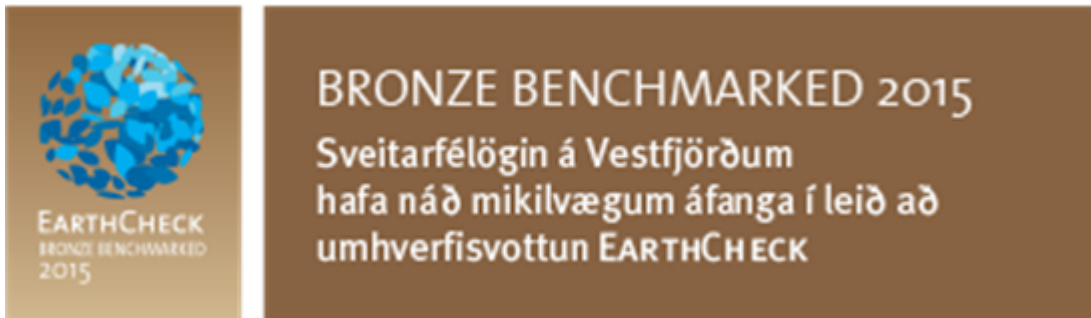 EARTHCHECK
BRONZE BENCHMARKED
2015
BRONZE BENCHMARKED 2015
Sveitarfélögin á Vestfjörðum
hafa náð mikilvægum áfanga í leið að
umhverfisvottun EARTHCHECK